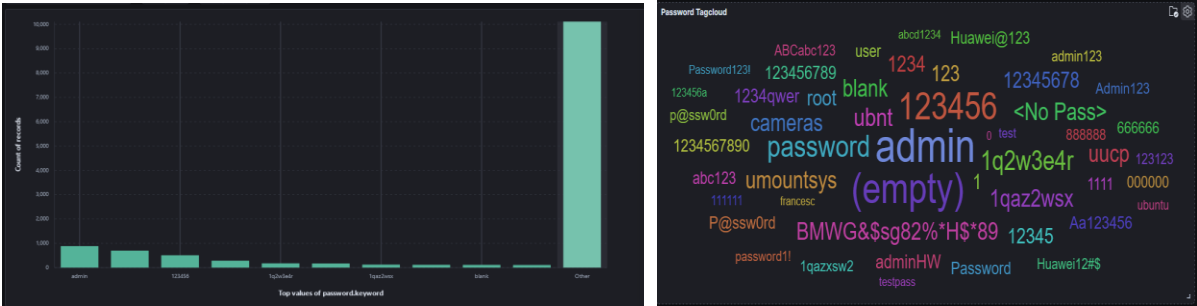 10,000
9,000
8,000
7,000
6,000
5,000
4,000
3,000
2,000
1,000
0
Count of records
admin 123456 1q2w3e4r 1qaz2wsx blank Other
Top values of password.keyword
Password Tagcloud
abcd1234 Huawei@123
ABCabc123 user
admin123
Password123! 123456789 1234 123 12345678 Admin123
123456a 1234qwer root blank 123456 <No Pass>
p@ssw0rd cameras ubnt 666666
1234567890 password admin 0 test 888888
1q2w3e4r uucp 123123
abc123 umountsys (empty) 1 1qaz2wsx 1111 000000
111111 francesc ubuntu
P@ssw0rd BMWG&$sg82%*H$*89 12345 Aa123456
password1! 1qazxsw2 adminHW Password Huawei12#$
testpass